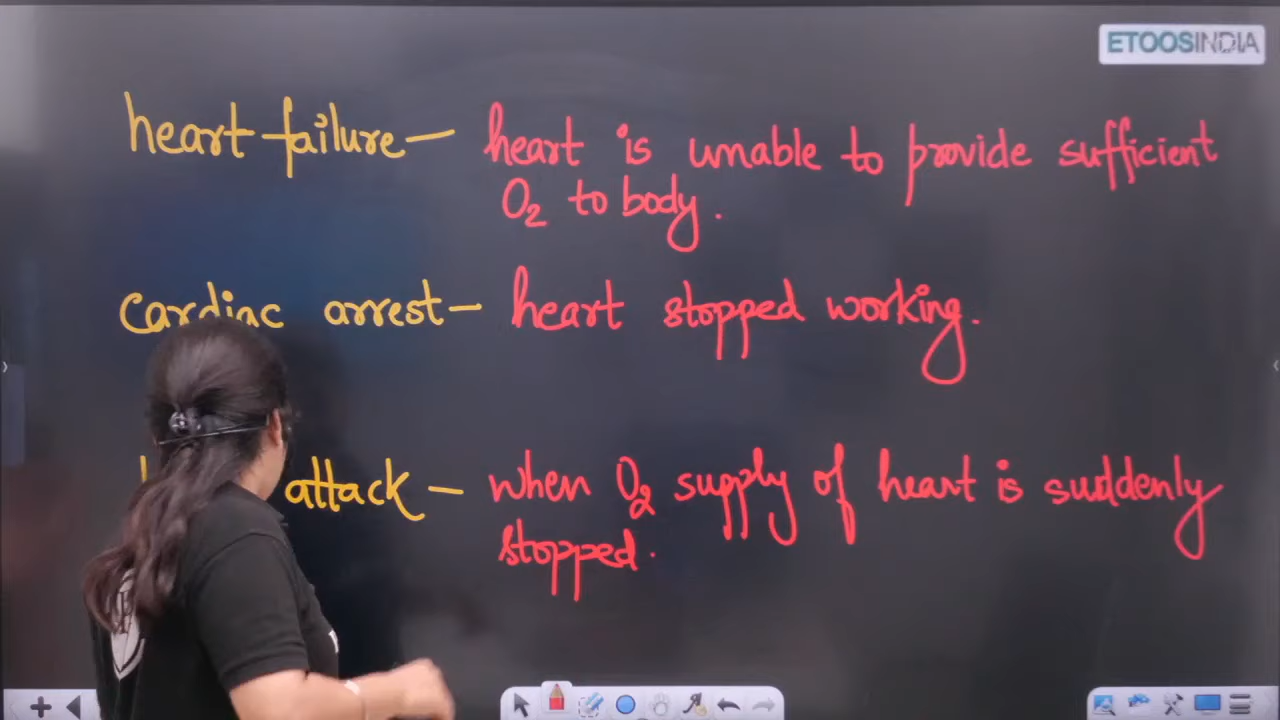 ETOOSINDIA
heart failure — heart is unable to provide sufficient
O2 to body.
cardiac arrest — heart stopped working.
attack — when O2 supply of heart is suddenly
stopped.